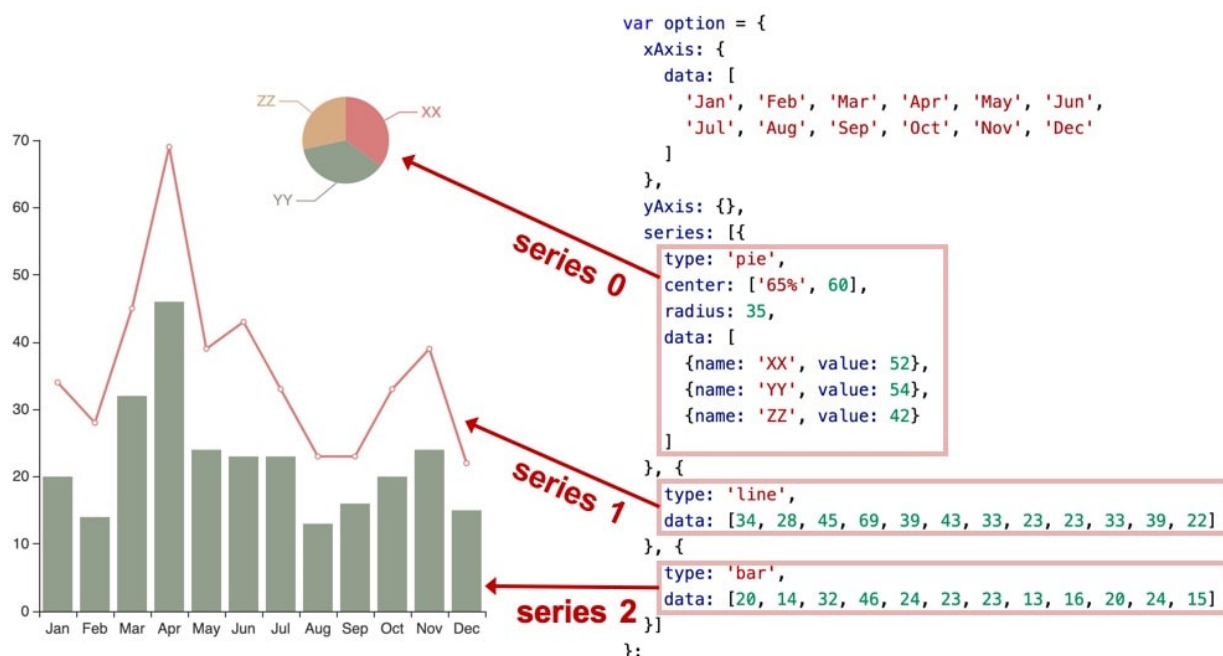 ZZ
XX
YY
70
60
50
40
30
20
10
0
Jan Feb Mar Apr May Jun Jul Aug Sep Oct Nov Dec
series 0
series 1
series 2
var option = {
xAxis: {
data: [
'Jan', 'Feb', 'Mar', 'Apr', 'May', 'Jun',
'Jul', 'Aug', 'Sep', 'Oct', 'Nov', 'Dec'
]
},
yAxis: {},
series: [{
type: 'pie',
center: ['65%', 60],
radius: 35,
data: [
{name: 'XX', value: 52},
{name: 'YY', value: 54},
{name: 'ZZ', value: 42}
]
}, {
type: 'line',
data: [34, 28, 45, 69, 39, 43, 33, 23, 23, 33, 39, 22]
}, {
type: 'bar',
data: [20, 14, 32, 46, 24, 23, 23, 13, 16, 20, 24, 15]
}]
};